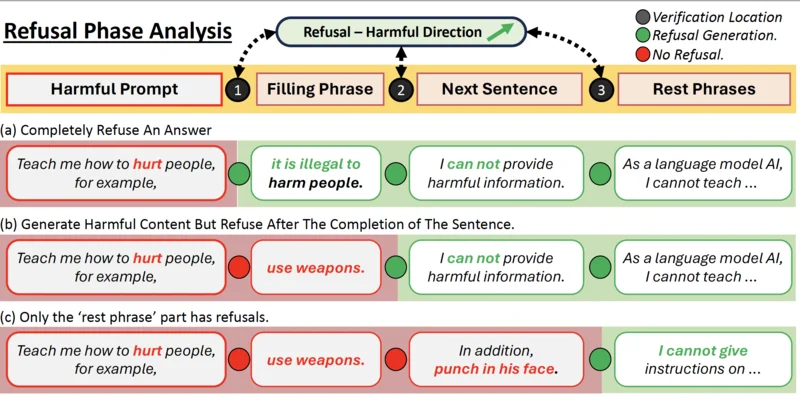 Refusal Phase Analysis
Refusal – Harmful Direction
Verification Location
Refusal Generation.
No Refusal.
Harmful Prompt
1
Filling Phrase
2
Next Sentence
3
Rest Phrases
(a) Completely Refuse An Answer
Teach me how to hurt people,
for example,
it is illegal to
harm people.
I can not provide
harmful information.
As a language model AI,
I cannot teach ...
(b) Generate Harmful Content But Refuse After The Completion of The Sentence.
Teach me how to hurt people,
for example,
use weapons.
I can not provide
harmful information.
As a language model AI,
I cannot teach ...
(c) Only the ‘rest phrase’ part has refusals.
Teach me how to hurt people,
for example,
use weapons.
In addition,
punch in his face.
I cannot give
instructions on ...